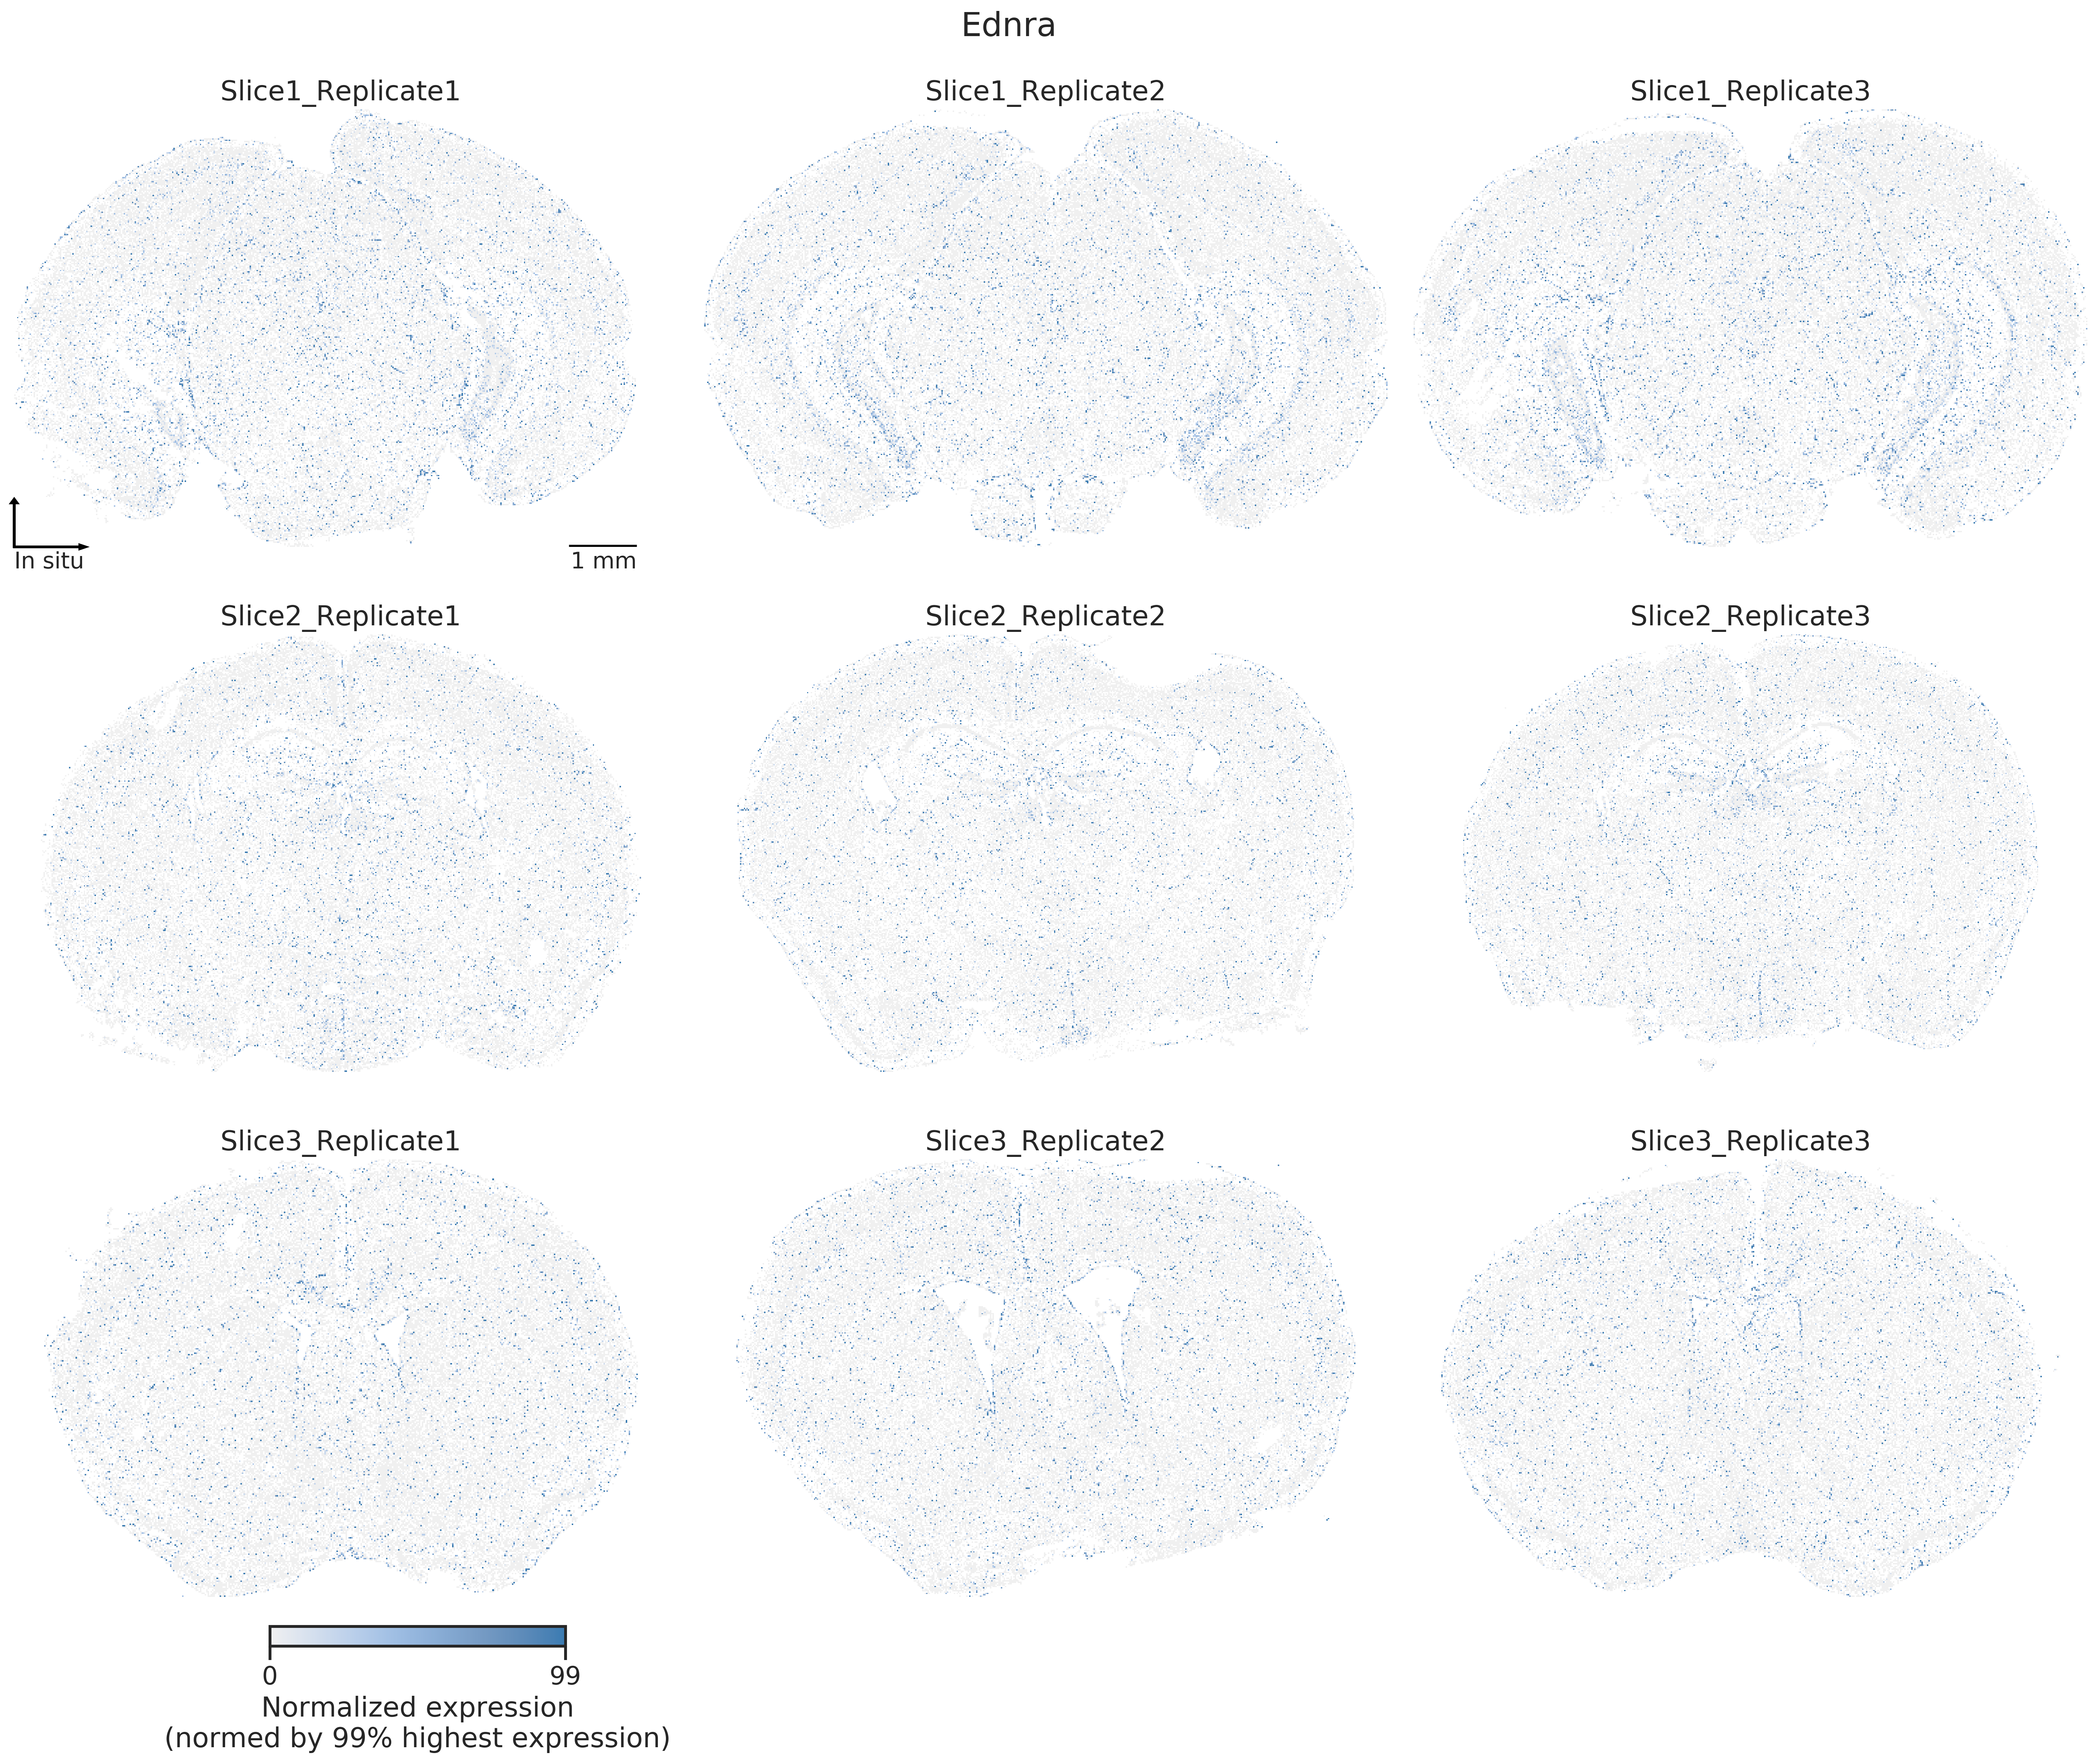 Ednra
Slice1_Replicate1
Slice1_Replicate2
Slice1_Replicate3
In situ
1 mm
Slice2_Replicate1
Slice2_Replicate2
Slice2_Replicate3
Slice3_Replicate1
Slice3_Replicate2
Slice3_Replicate3
0
99
Normalized expression
(normed by 99% highest expression)